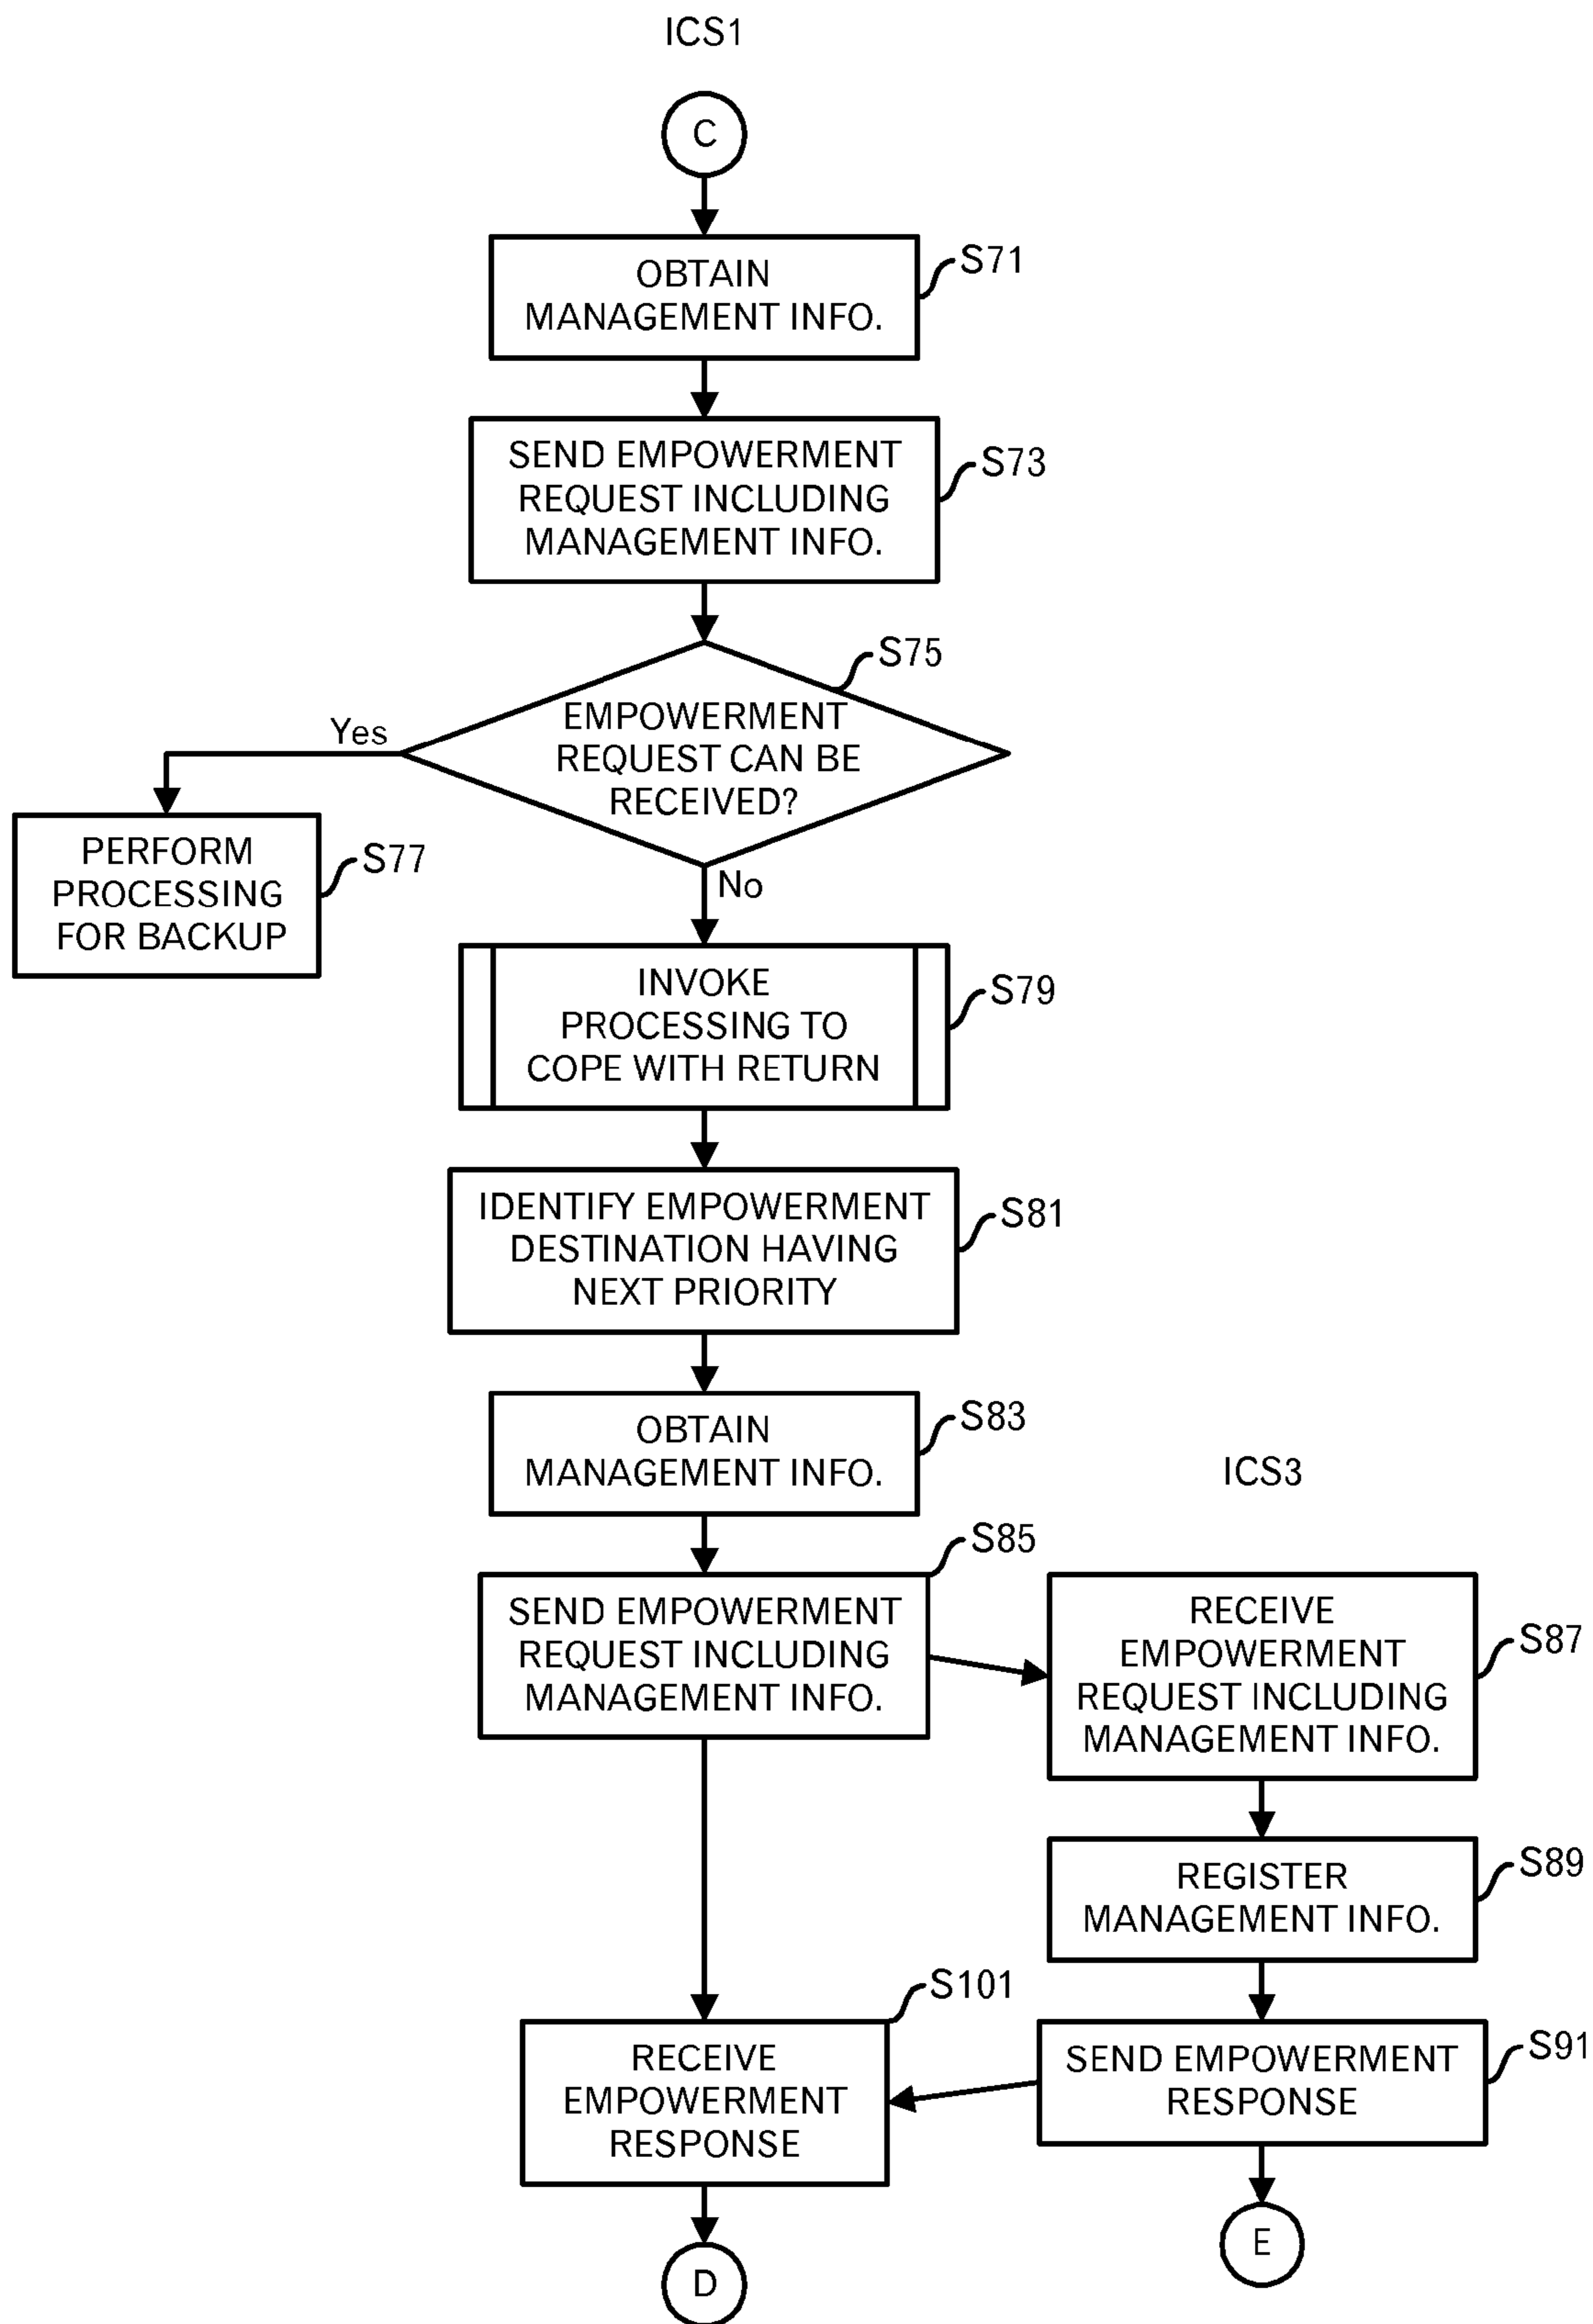 ICS1
C
OBTAIN
MANAGEMENT INFO.
S71
SEND EMPOWERMENT
REQUEST INCLUDING
MANAGEMENT INFO.
S73
EMPOWERMENT
REQUEST CAN BE
RECEIVED?
S75
Yes
PERFORM
PROCESSING
FOR BACKUP
S77
No
INVOKE
PROCESSING TO
COPE WITH RETURN
S79
IDENTIFY EMPOWERMENT
DESTINATION HAVING
NEXT PRIORITY
S81
OBTAIN
MANAGEMENT INFO.
S83
ICS3
SEND EMPOWERMENT
REQUEST INCLUDING
MANAGEMENT INFO.
S85
RECEIVE
EMPOWERMENT
REQUEST INCLUDING
MANAGEMENT INFO.
S87
REGISTER
MANAGEMENT INFO.
S89
RECEIVE
EMPOWERMENT
RESPONSE
S101
SEND EMPOWERMENT
RESPONSE
S91
D
E